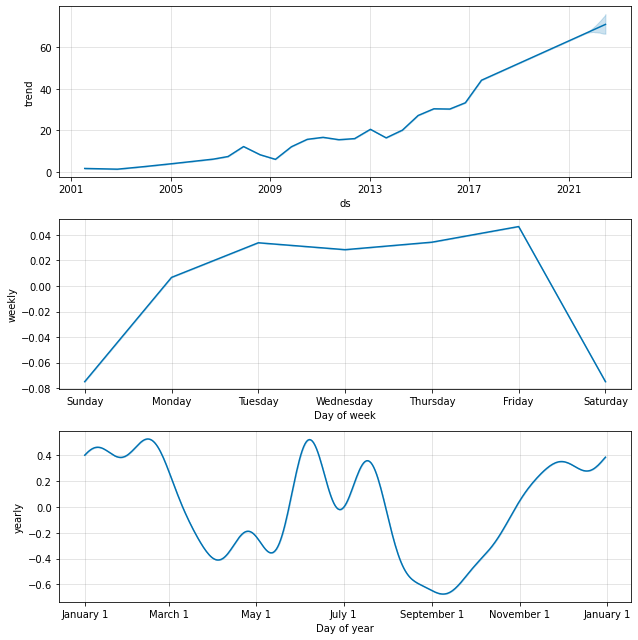 60
40
20
0
trend
2001 2005 2009 2013 2017 2021
ds
0.04
0.02
0.00
−0.02
−0.04
−0.06
−0.08
weekly
Sunday Monday Tuesday Wednesday Thursday Friday Saturday
Day of week
0.4
0.2
0.0
−0.2
−0.4
−0.6
yearly
January 1 March 1 May 1 July 1 September 1 November 1 January 1
Day of year